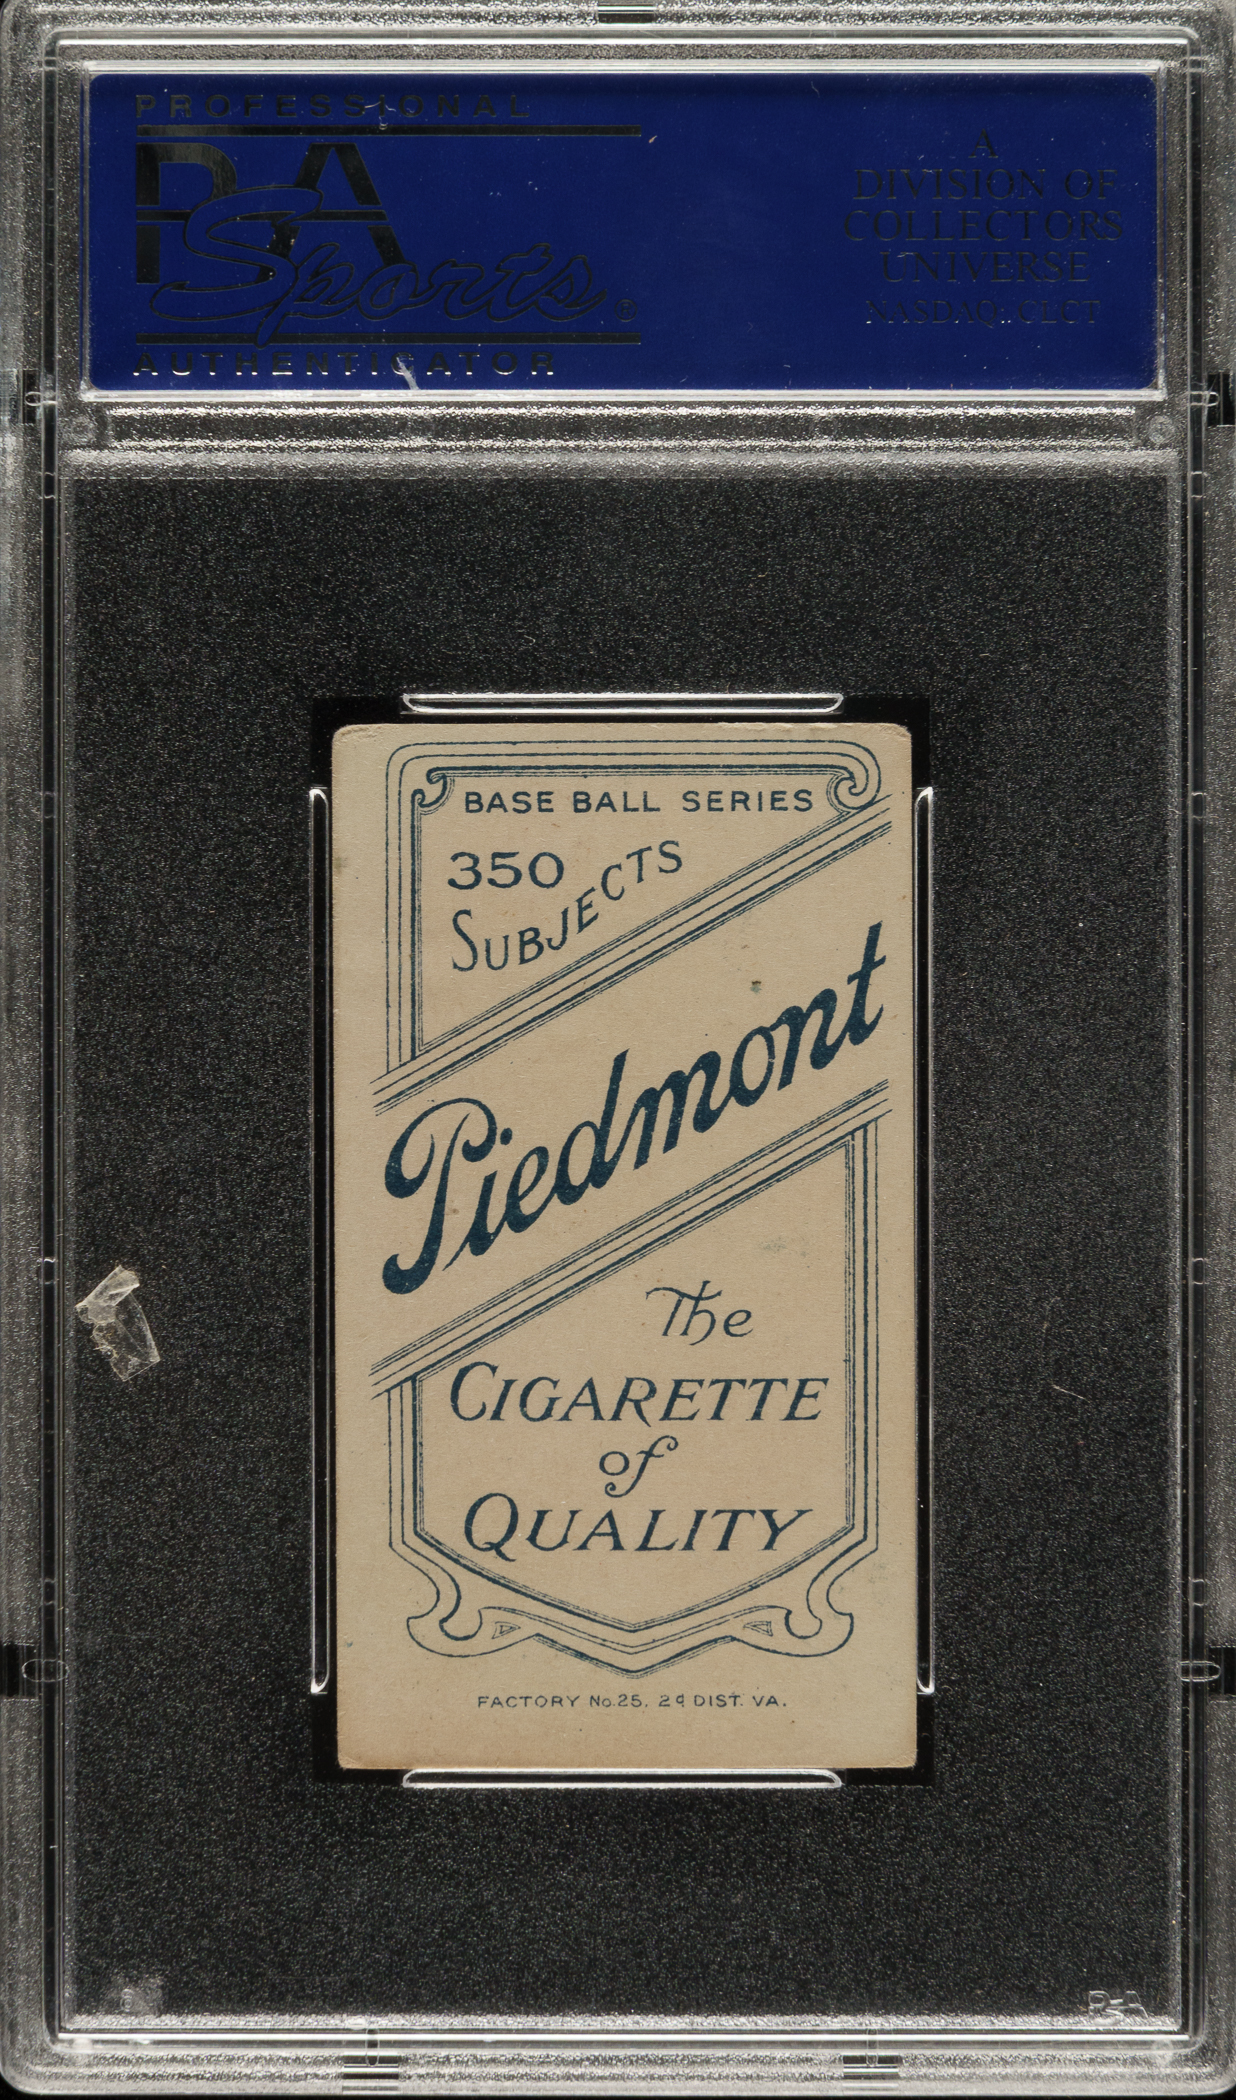 PROFESSIONAL
PSA
Sports®
AUTHENTICATOR
A
DIVISION OF
COLLECTORS
UNIVERSE
NASDAQ: CLCT
BASE BALL SERIES
350
SUBJECTS
Piedmont
The
CIGARETTE
of
QUALITY
FACTORY No. 25, 2d DIST. VA.
PSA